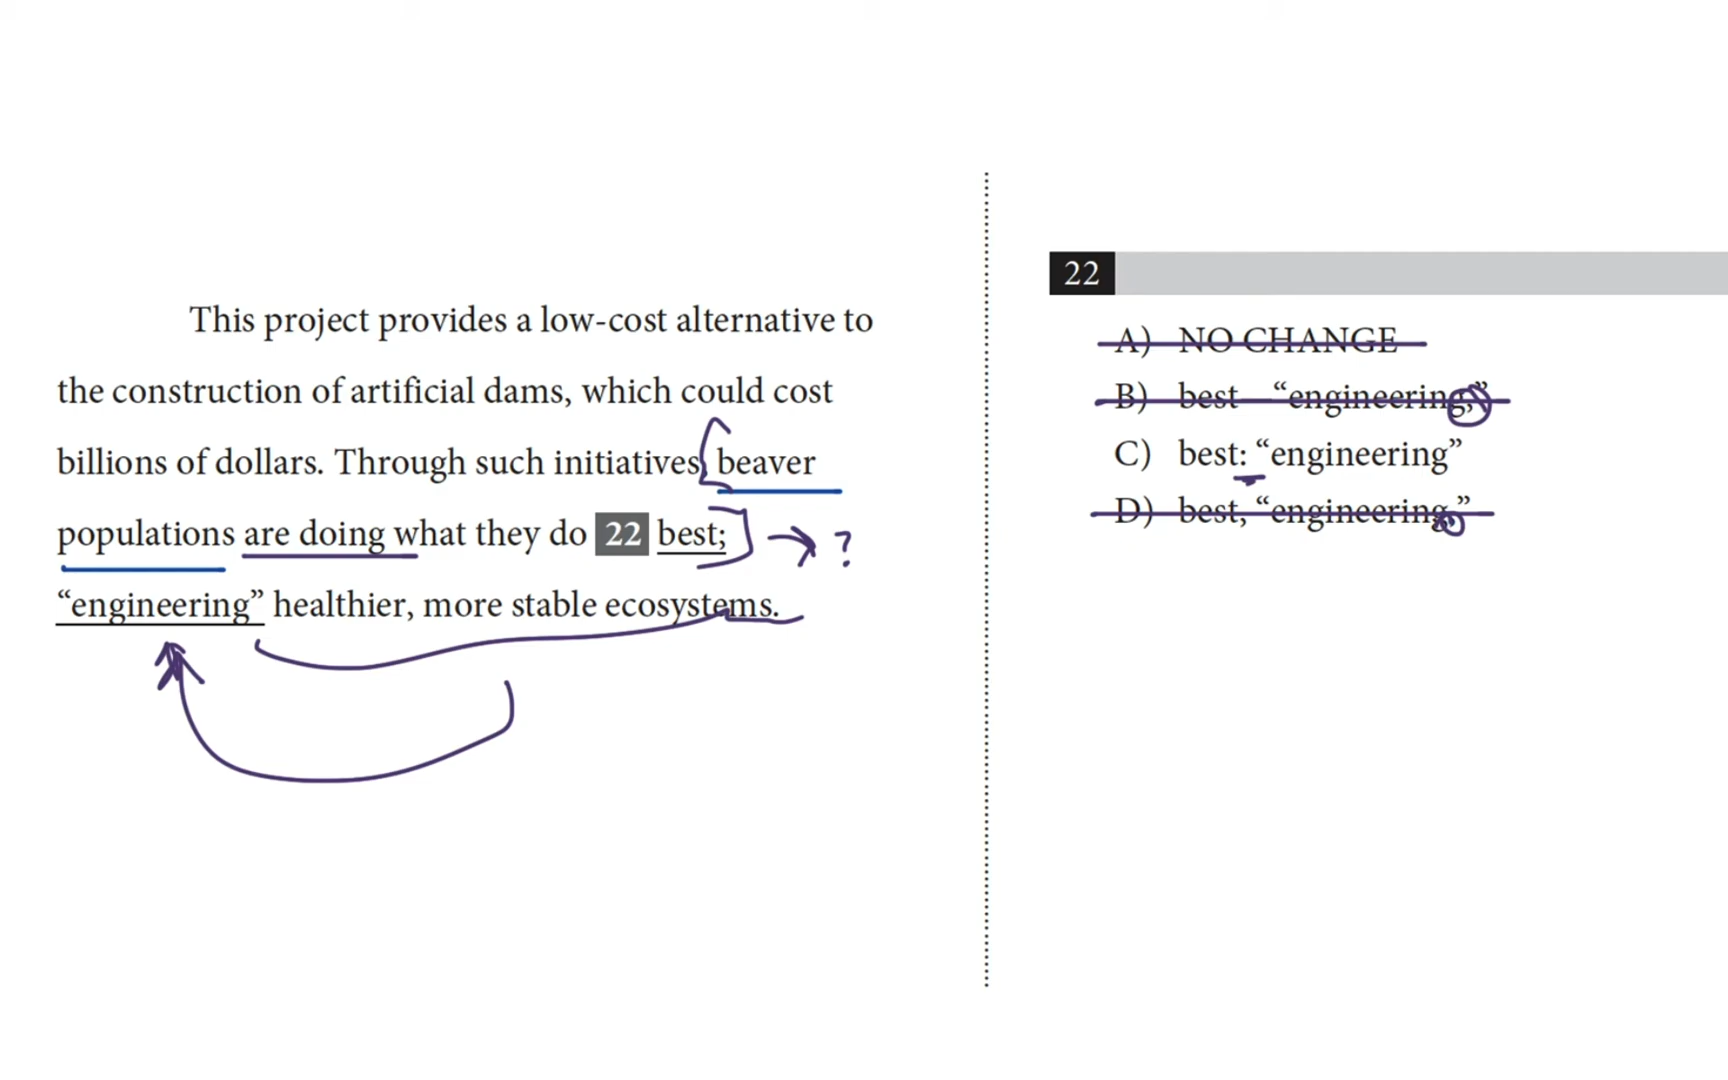 This project provides a low-cost alternative to
the construction of artificial dams, which could cost
billions of dollars. Through such initiatives, beaver
populations are doing what they do 22 best;
“engineering” healthier, more stable ecosystems.
?
22
A) NO CHANGE
B) best—“engineering,”
C) best: “engineering”
D) best, “engineering,”